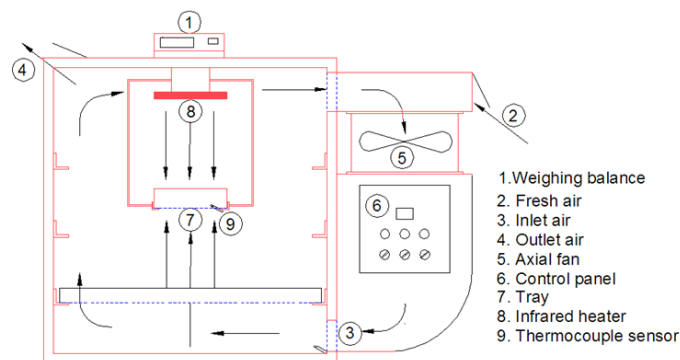 1
4
2
8
5
6
7
9
3
1.Weighing balance
2. Fresh air
3. Inlet air
4. Outlet air
5. Axial fan
6. Control panel
7. Tray
8. Infrared heater
9. Thermocouple sensor